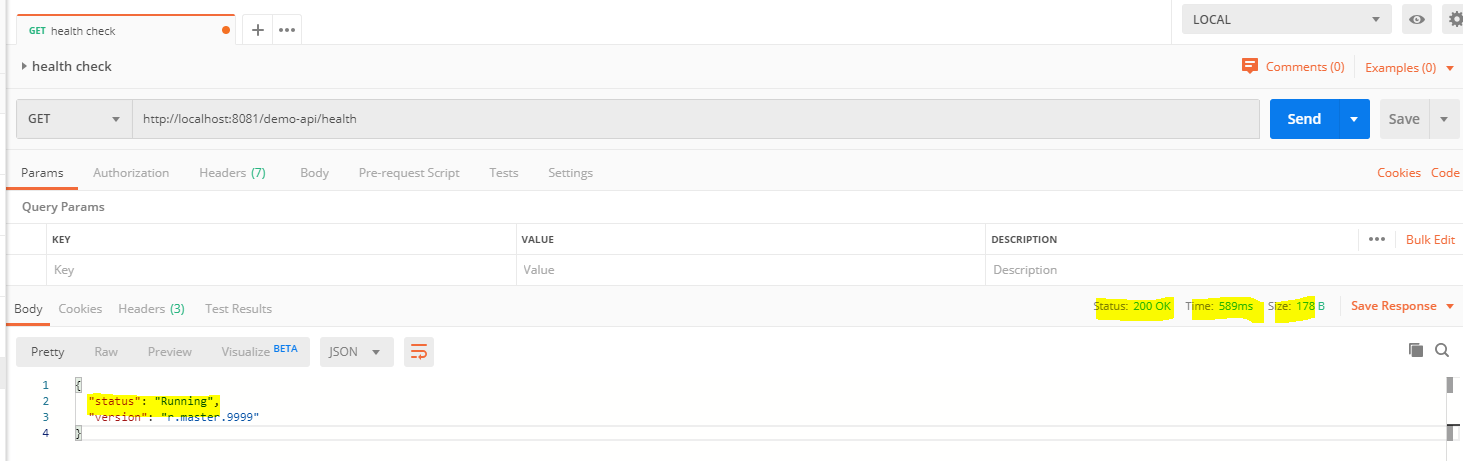 GET health check
LOCAL
health check
Comments (0) Examples (0)
GET http://localhost:8081/demo-api/health Send Save
Params Authorization Headers (7) Body Pre-request Script Tests Settings Cookies Code
Query Params
KEY VALUE DESCRIPTION ••• Bulk Edit
Key Value Description
Body Cookies Headers (3) Test Results Status: 200 OK Time: 589ms Size: 178 B Save Response
Pretty Raw Preview Visualize BETA JSON
1 {
2 "status": "Running",
3 "version": "r.master.9999"
4 }